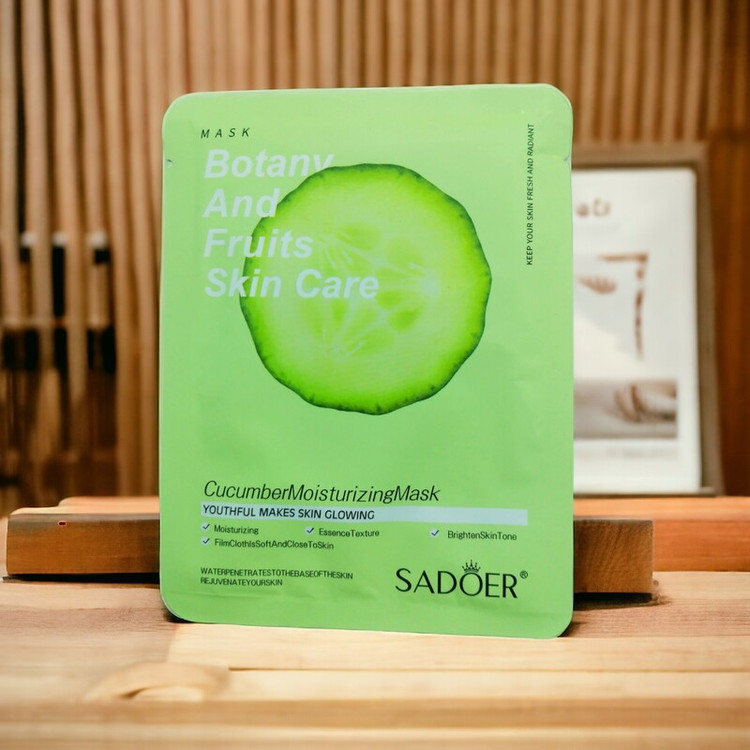 MASK
Botany
And
Fruits
Skin Care
KEEP YOUR SKIN FRESH AND RADIANT
CucumberMoisturizingMask
YOUTHFUL MAKES SKIN GLOWING
Moisturizing
EssenceTexture
BrightenSkinTone
FilmClothIsSoftAndCloseToSkin
WATERPENETRATESTOTHEBASEOFTHESKIN
REJUVENATEYOURSKIN
SADOER®